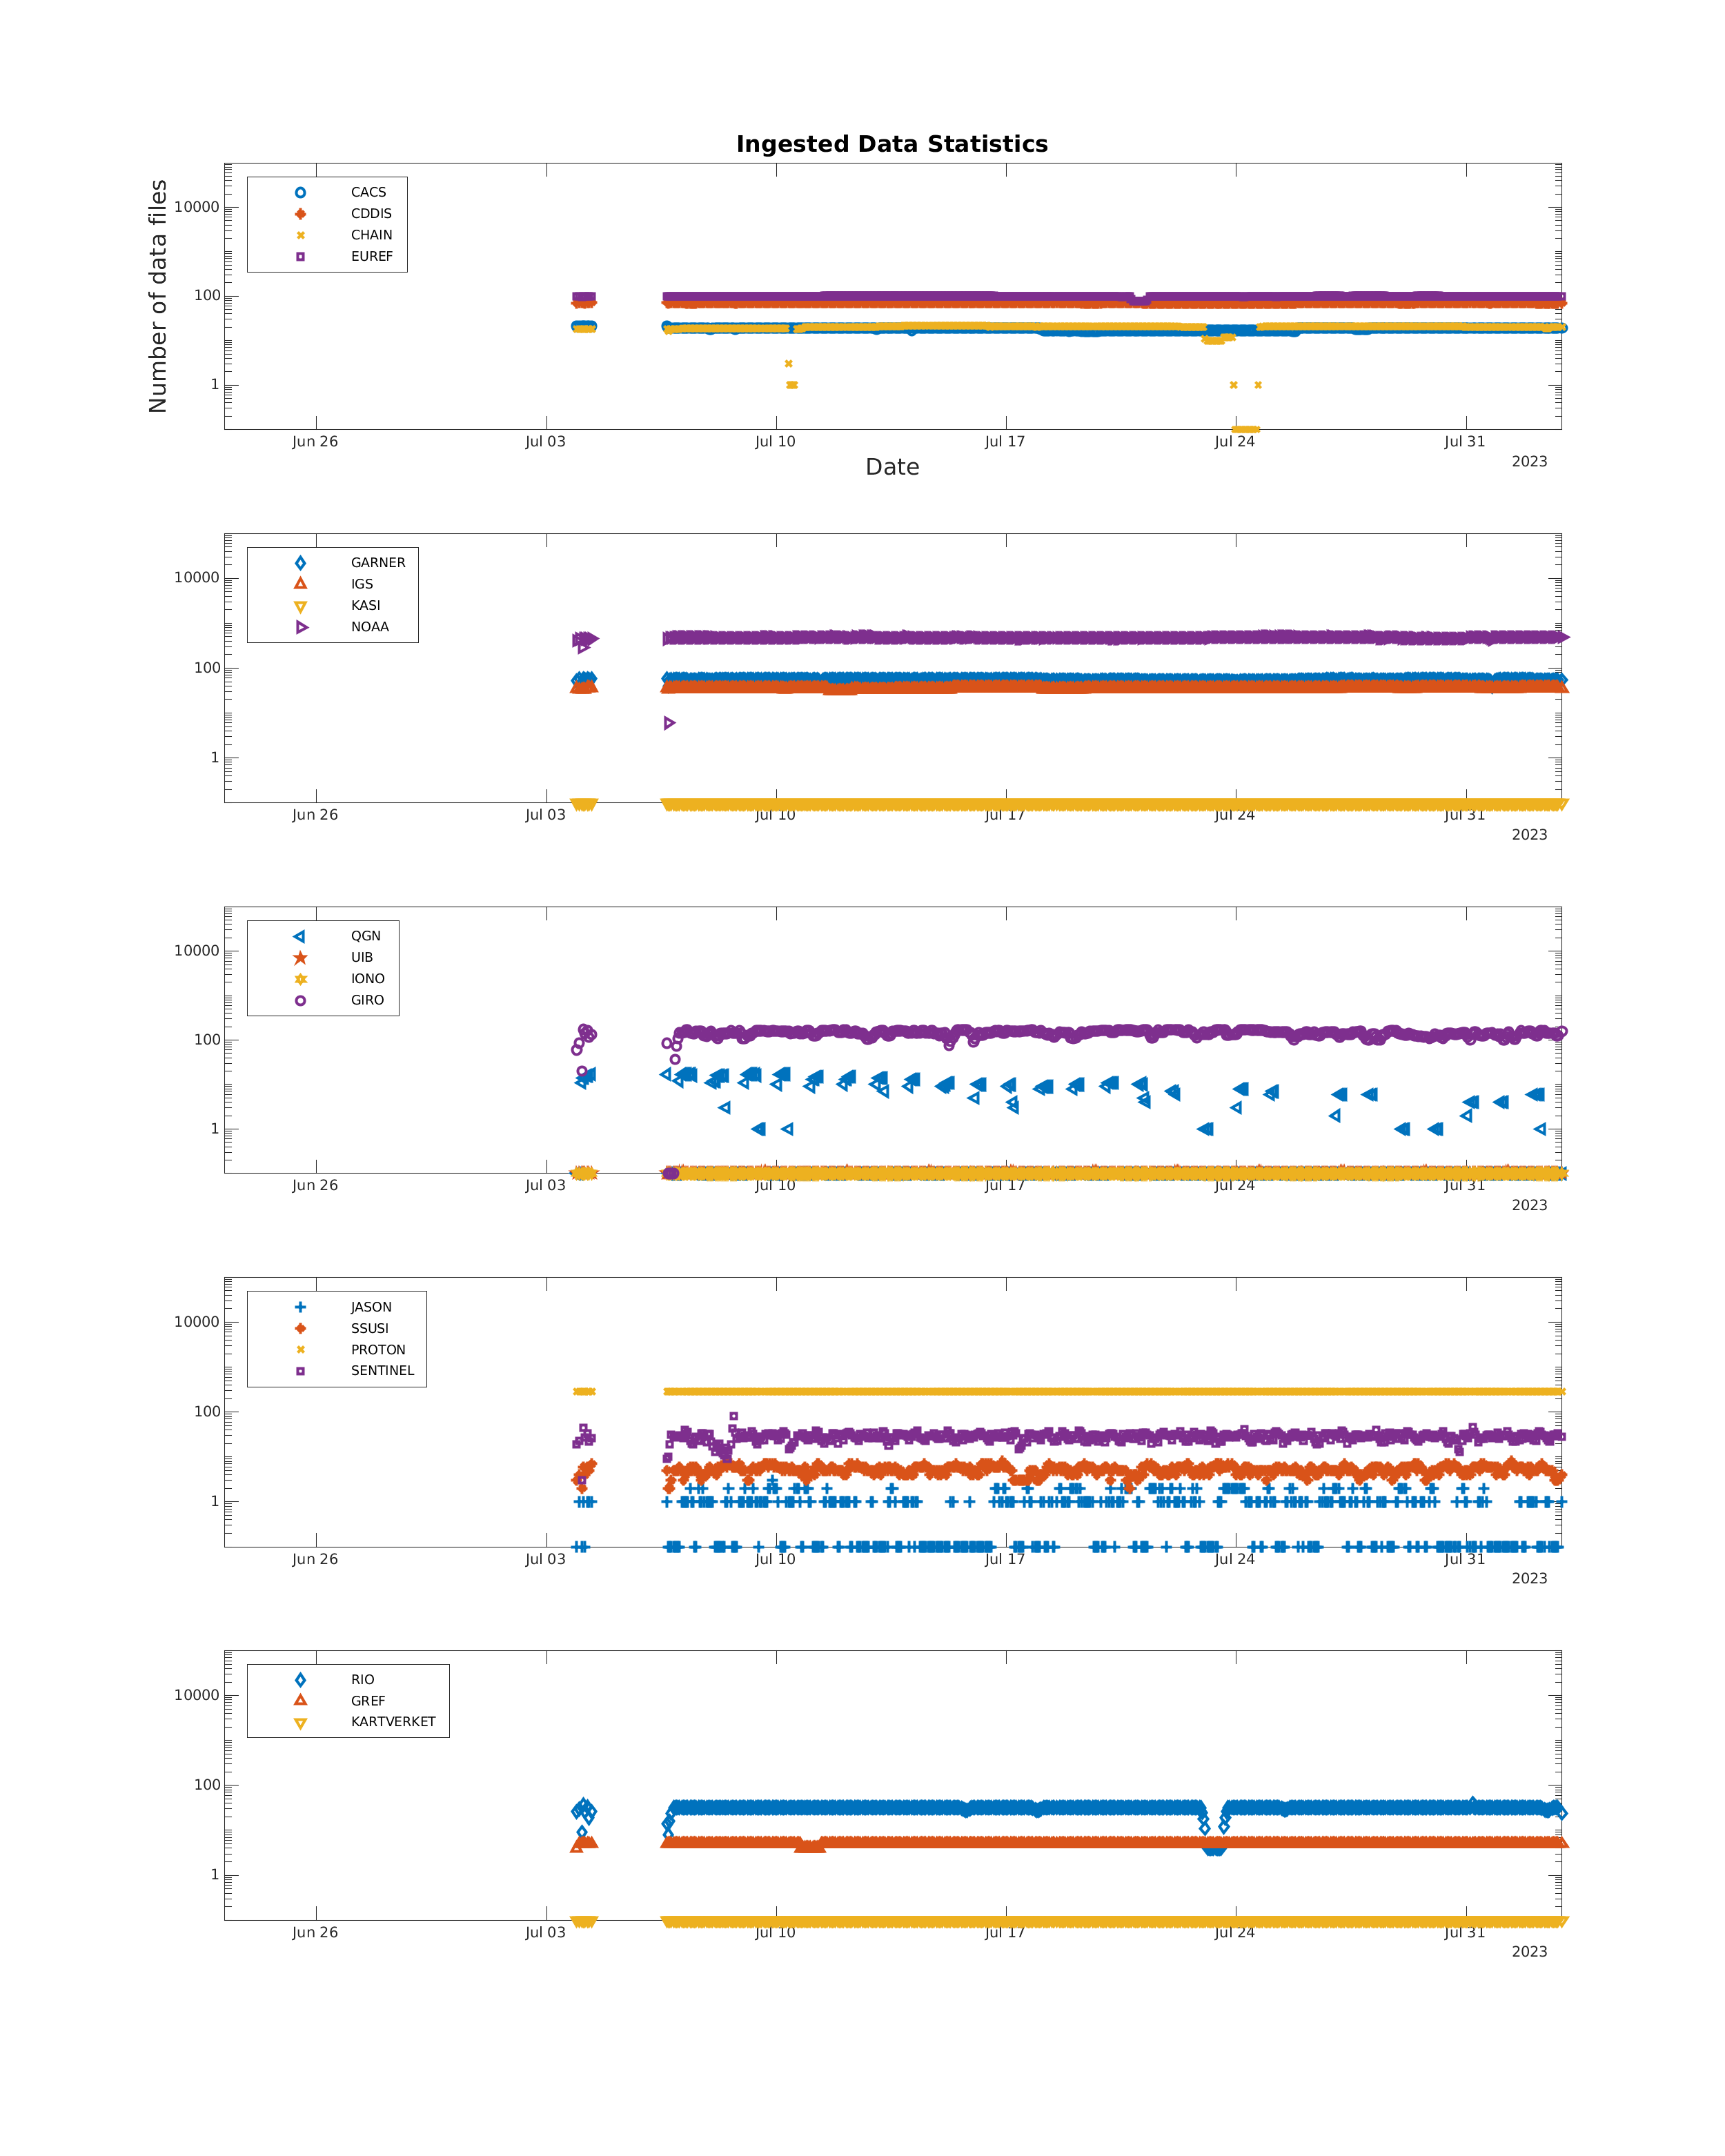 Ingested Data Statistics
Number of data files
CACS
CDDIS
CHAIN
EUREF
10000
100
1
Jun 26 Jul 03 Jul 10 Jul 17 Jul 24 Jul 31
2023
Date
GARNER
IGS
KASI
NOAA
10000
100
1
Jun 26 Jul 03 Jul 10 Jul 17 Jul 24 Jul 31
2023
QGN
UIB
IONO
GIRO
10000
100
1
Jun 26 Jul 03 Jul 10 Jul 17 Jul 24 Jul 31
2023
JASON
SSUSI
PROTON
SENTINEL
10000
100
1
Jun 26 Jul 03 Jul 10 Jul 17 Jul 24 Jul 31
2023
RIO
GREF
KARTVERKET
10000
100
1
Jun 26 Jul 03 Jul 10 Jul 17 Jul 24 Jul 31
2023